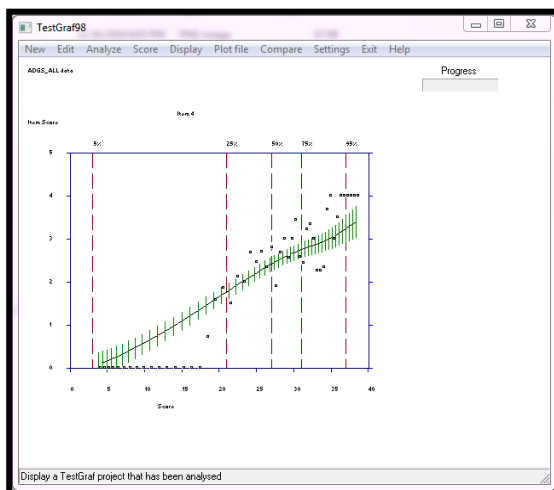 TestGraf98
New Edit Analyze Score Display Plot file Compare Settings Exit Help
ADGS_ALL data
Progress
Item 4
Item Score
5% 25% 50% 75% 95%
5
4
3
2
1
0
0 5 10 15 20 25 30 35 40
Score
Display a TestGraf project that has been analysed